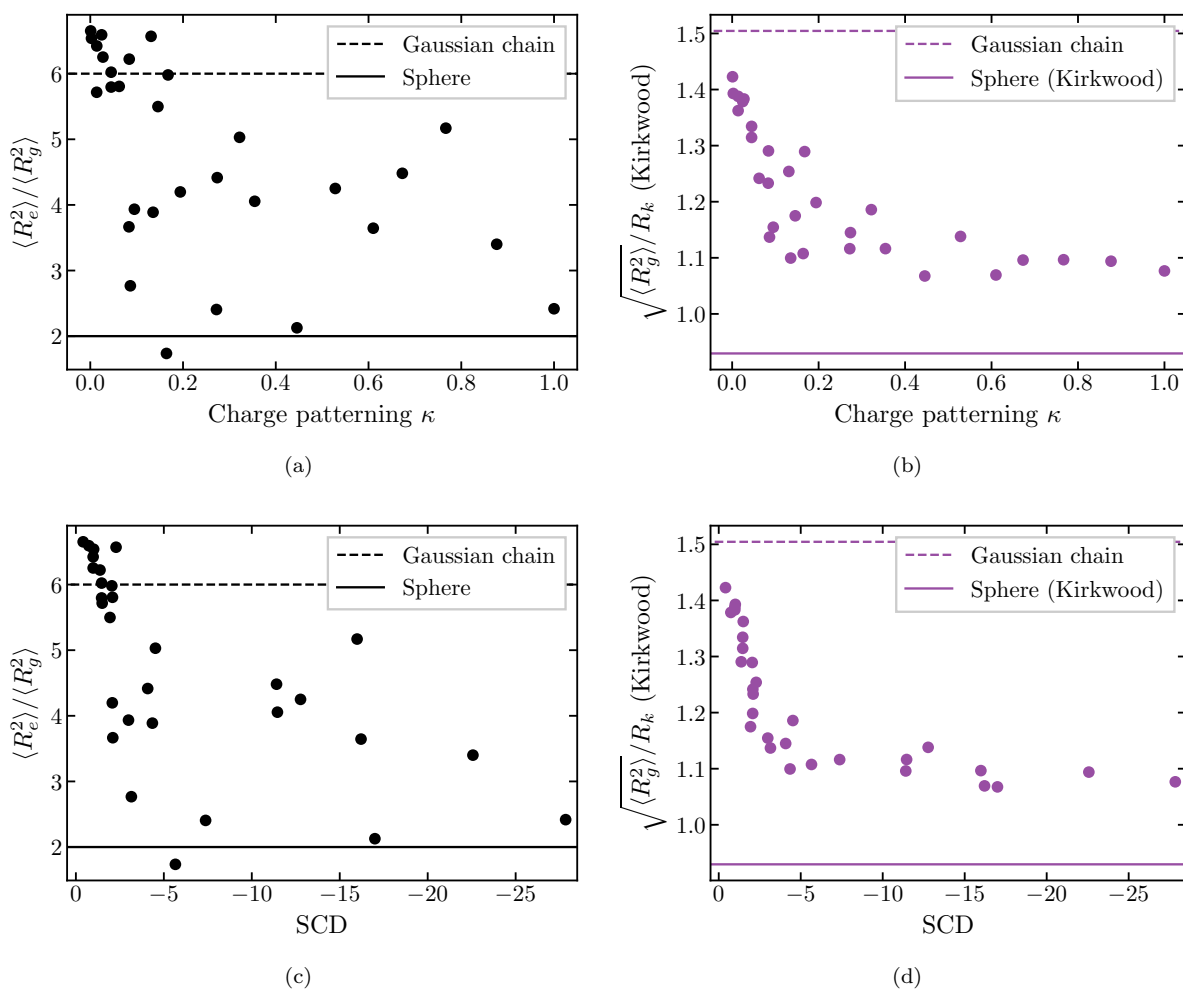 Gaussian chain
Sphere
⟨R_e^2⟩/⟨R_g^2⟩
6
5
4
3
2
0.0 0.2 0.4 0.6 0.8 1.0
Charge patterning κ
(a)
Gaussian chain
Sphere (Kirkwood)
√⟨R_g^2⟩/R_k (Kirkwood)
1.5
1.4
1.3
1.2
1.1
1.0
0.0 0.2 0.4 0.6 0.8 1.0
Charge patterning κ
(b)
Gaussian chain
Sphere
⟨R_e^2⟩/⟨R_g^2⟩
6
5
4
3
2
0 −5 −10 −15 −20 −25
SCD
(c)
Gaussian chain
Sphere (Kirkwood)
√⟨R_g^2⟩/R_k (Kirkwood)
1.5
1.4
1.3
1.2
1.1
1.0
0 −5 −10 −15 −20 −25
SCD
(d)